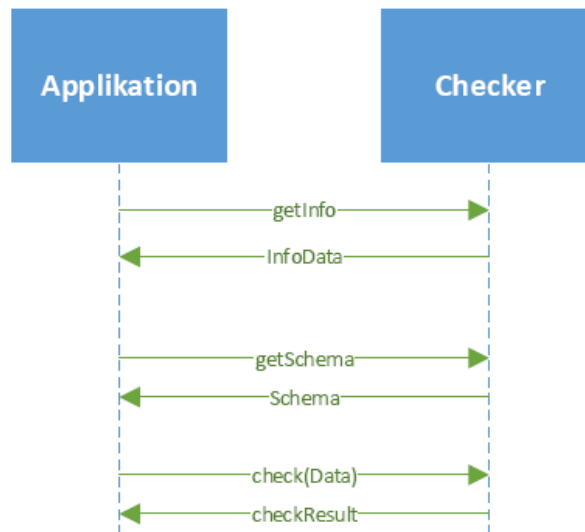 Applikation
Checker
getInfo
InfoData
getSchema
Schema
check(Data)
checkResult